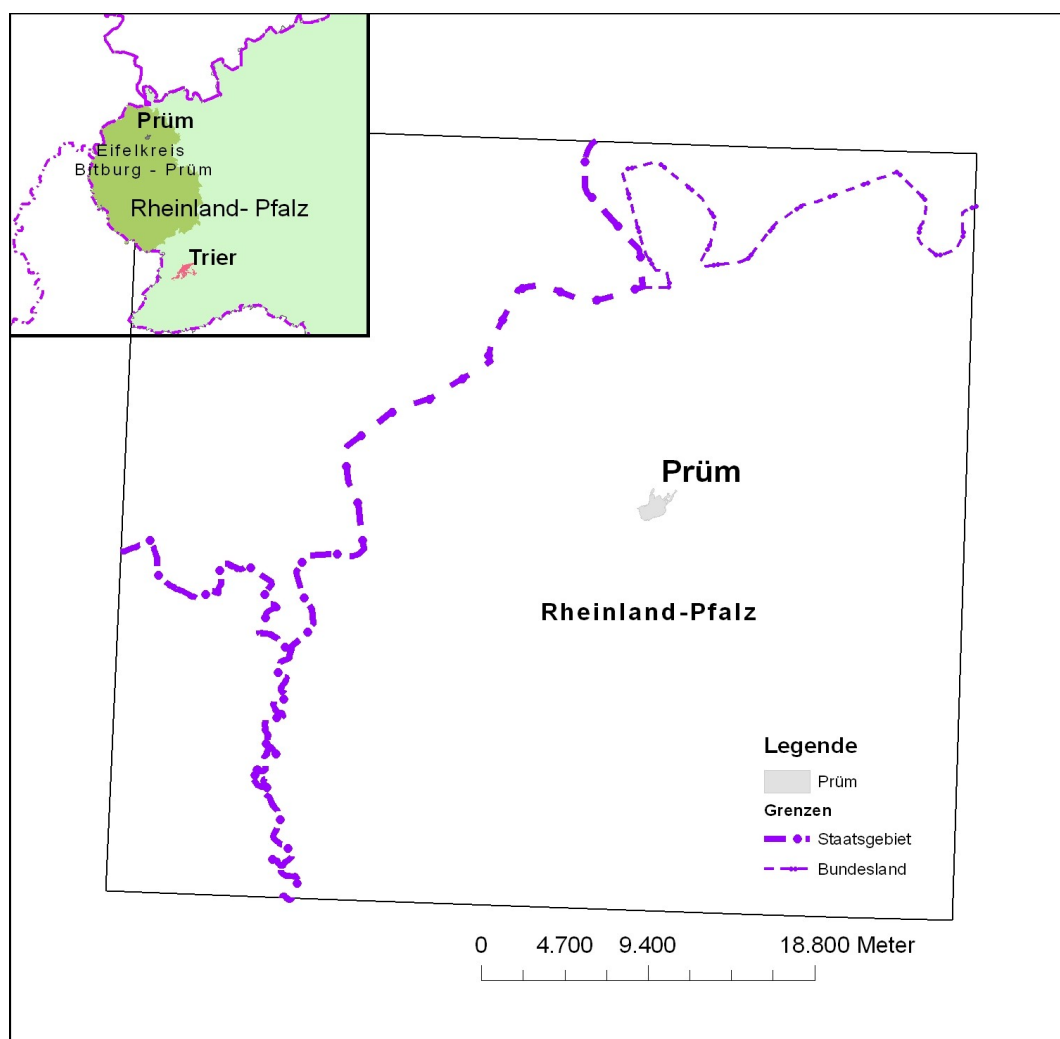 Prüm
Eifelkreis
Bitburg - Prüm
Rheinland- Pfalz
Trier
Prüm
Rheinland-Pfalz
Legende
Prüm
Grenzen
Staatsgebiet
Bundesland
0 4.700 9.400 18.800 Meter